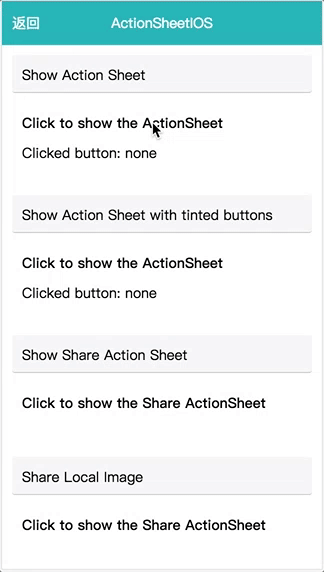 返回 ActionSheetIOS
Show Action Sheet
Click to show the ActionSheet
Clicked button: none
Show Action Sheet with tinted buttons
Click to show the ActionSheet
Clicked button: none
Show Share Action Sheet
Click to show the Share ActionSheet
Share Local Image
Click to show the Share ActionSheet